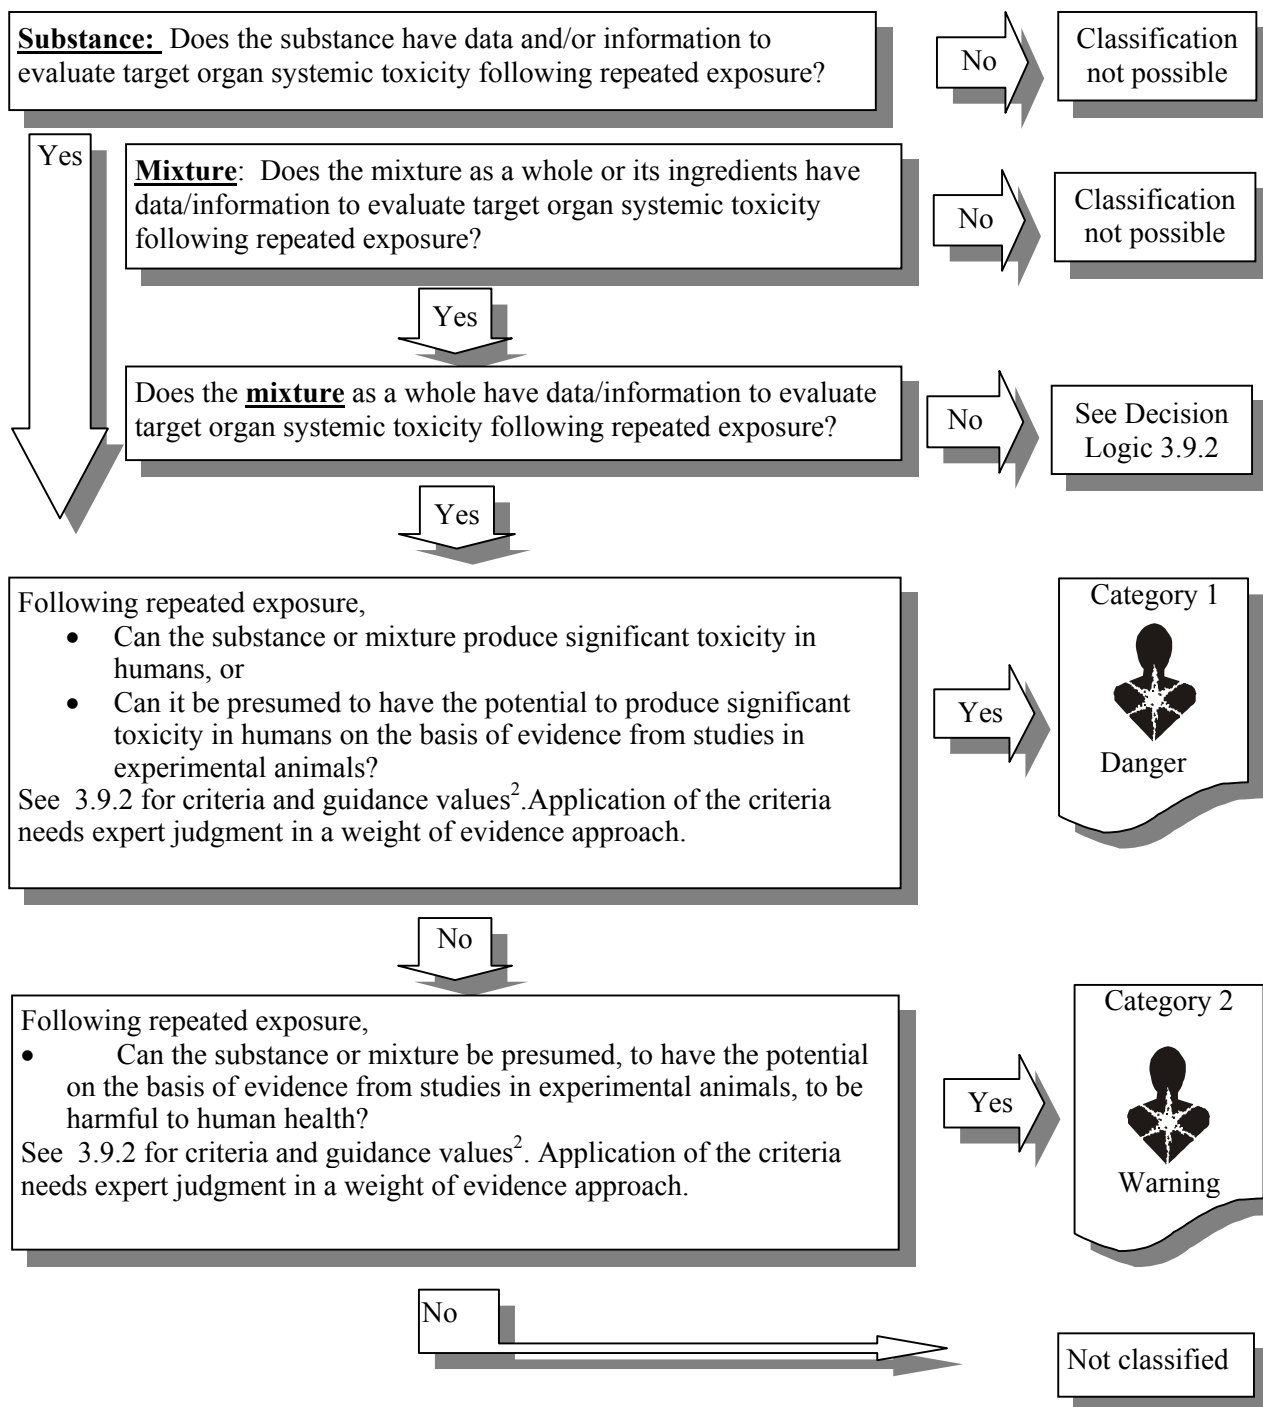 Substance: Does the substance have data and/or information to
evaluate target organ systemic toxicity following repeated exposure?
No
Classification
not possible
Yes
Mixture: Does the mixture as a whole or its ingredients have
data/information to evaluate target organ systemic toxicity
following repeated exposure?
No
Classification
not possible
Yes
Does the mixture as a whole have data/information to evaluate
target organ systemic toxicity following repeated exposure?
No
See Decision
Logic 3.9.2
Yes
Following repeated exposure,
• Can the substance or mixture produce significant toxicity in
humans, or
• Can it be presumed to have the potential to produce significant
toxicity in humans on the basis of evidence from studies in
experimental animals?
See 3.9.2 for criteria and guidance values².Application of the criteria
needs expert judgment in a weight of evidence approach.
Yes
Category 1
Danger
No
Following repeated exposure,
• Can the substance or mixture be presumed, to have the potential
on the basis of evidence from studies in experimental animals, to be
harmful to human health?
See 3.9.2 for criteria and guidance values². Application of the criteria
needs expert judgment in a weight of evidence approach.
Yes
Category 2
Warning
No
Not classified